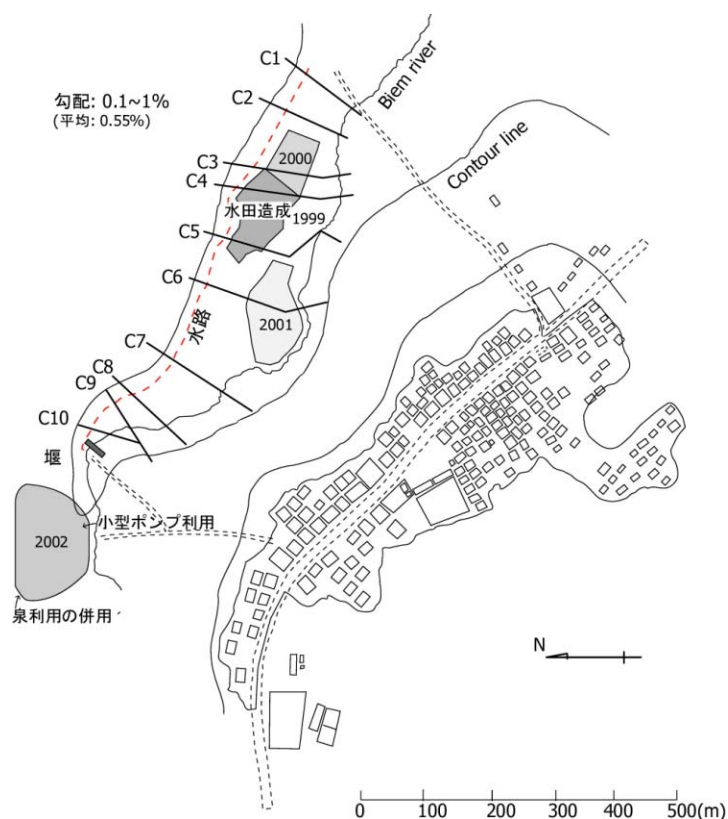 C1
Biem river
C2
勾配: 0.1~1%
(平均: 0.55%)
Contour line
C3
2000
C4
水田造成
1999
C5
C6
2001
水路
C7
C8
C9
C10
堰
小型ポンプ利用
2002
泉利用の併用
N
0 100 200 300 400 500(m)